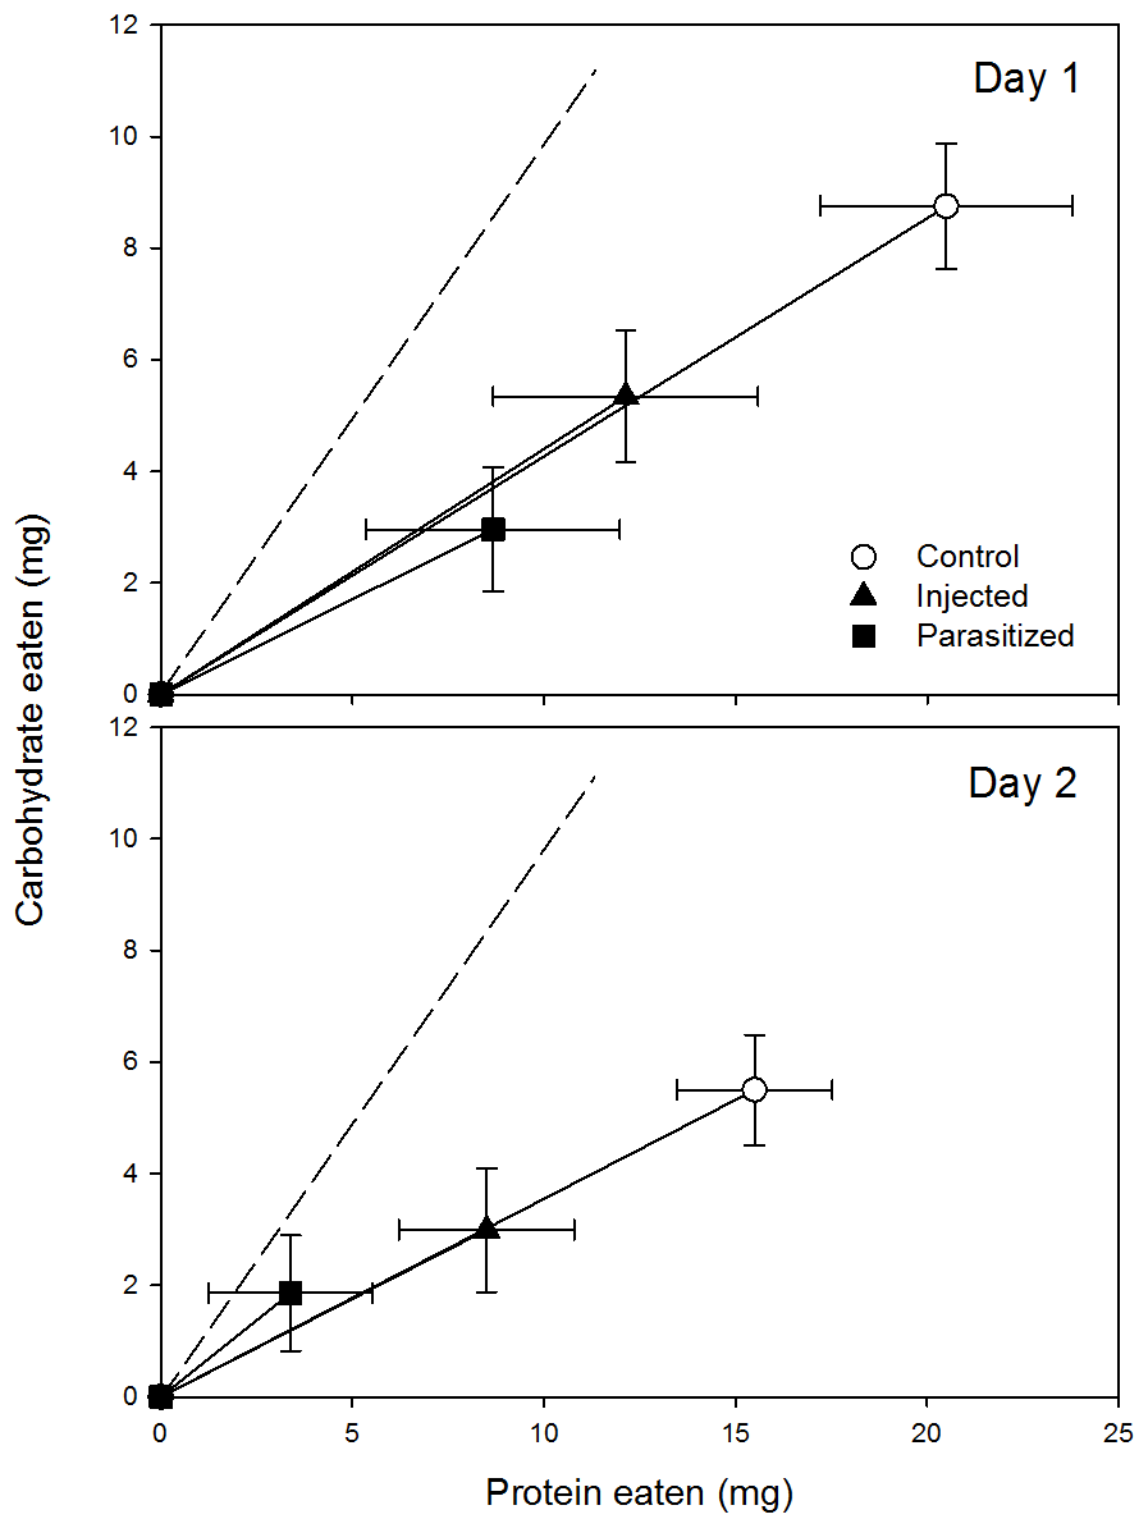 12
10
8
6
4
2
0
Day 1
Control
Injected
Parasitized
Carbohydrate eaten (mg)
12
10
8
6
4
2
0
Day 2
0 5 10 15 20 25
Protein eaten (mg)